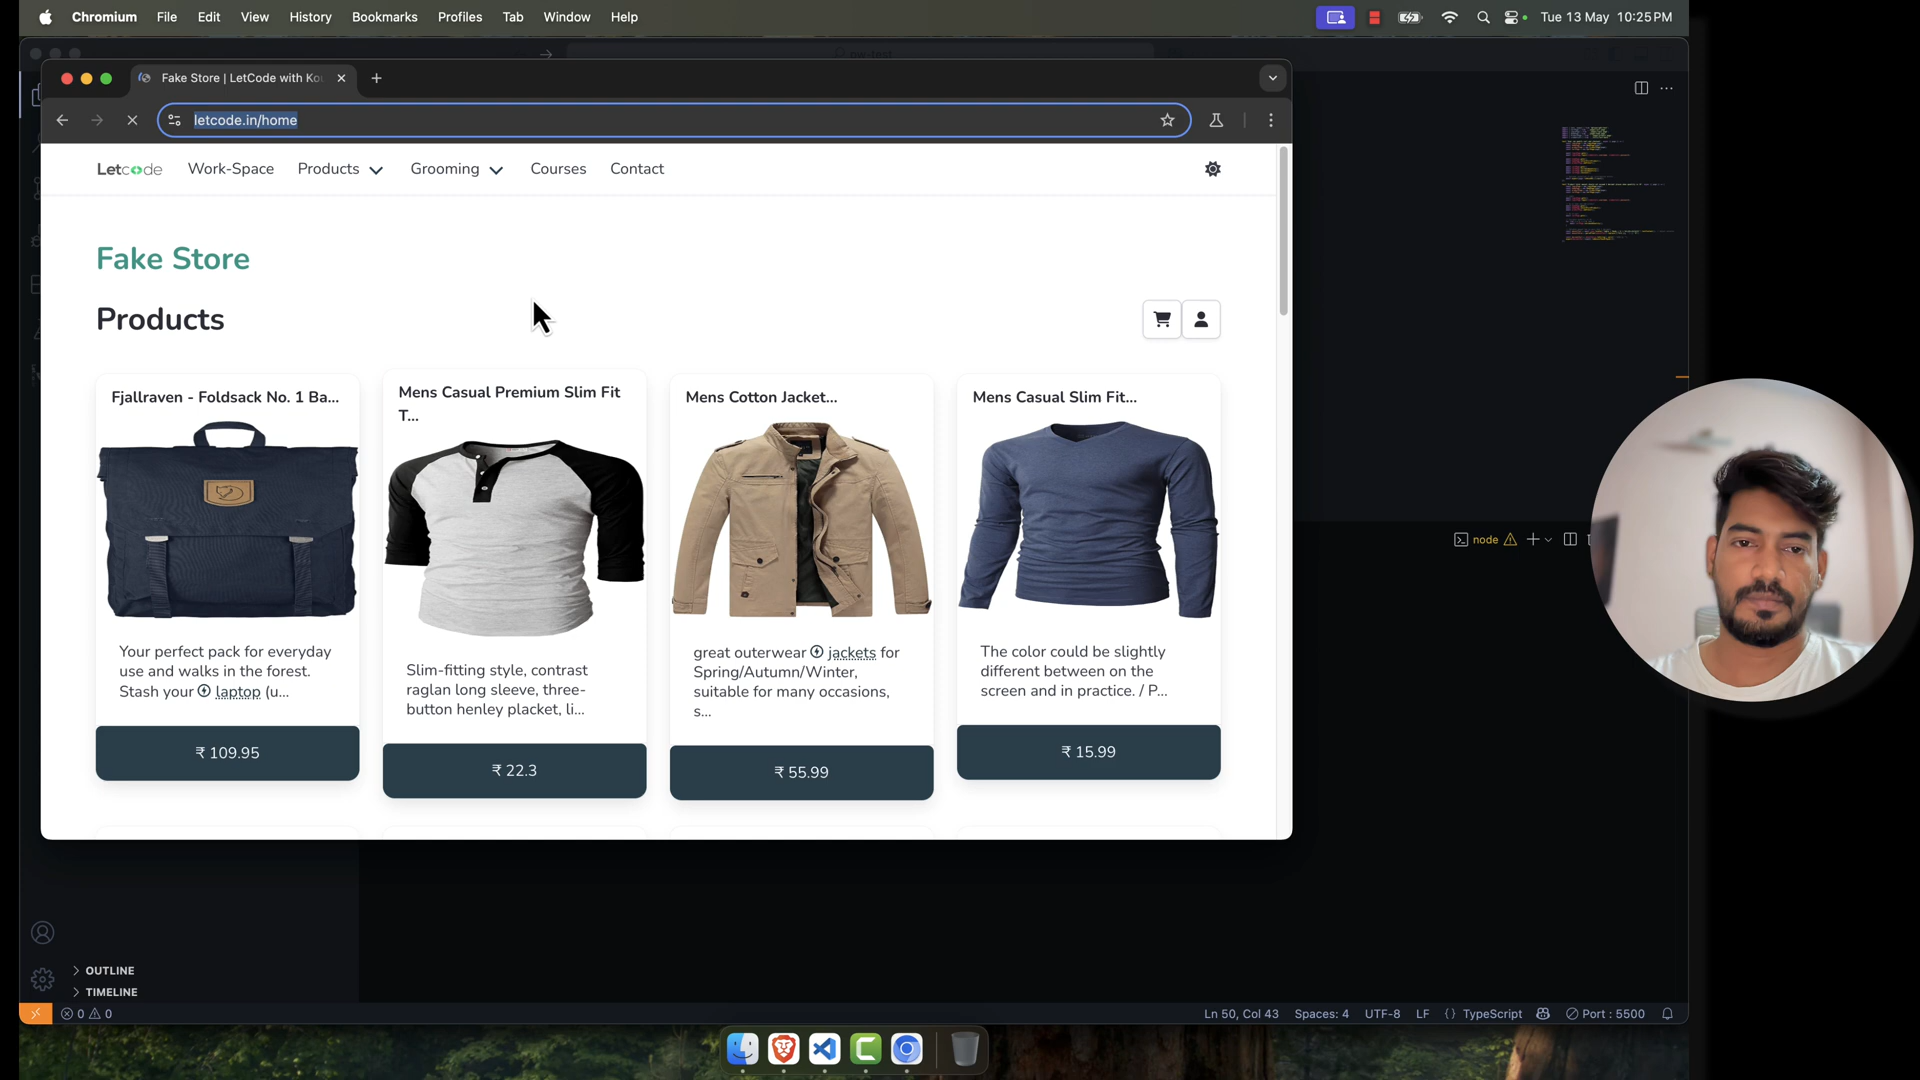 Chromium File Edit View History Bookmarks Profiles Tab Window Help
Tue 13 May 10:25 PM
Fake Store | LetCode with Ko
letcode.in/home
Letcode Work-Space Products Grooming Courses Contact
Fake Store
Products
Fjallraven - Foldsack No. 1 Ba...
Your perfect pack for everyday
use and walks in the forest.
Stash your laptop (u...
₹ 109.95
Mens Casual Premium Slim Fit
T...
Slim-fitting style, contrast
raglan long sleeve, three-
button henley placket, li...
₹ 22.3
Mens Cotton Jacket...
great outerwear jackets for
Spring/Autumn/Winter,
suitable for many occasions,
s...
₹ 55.99
Mens Casual Slim Fit...
The color could be slightly
different between on the
screen and in practice. / P...
₹ 15.99
node
OUTLINE
TIMELINE
0 0
Ln 50, Col 43 Spaces: 4 UTF-8 LF {} TypeScript Port : 5500